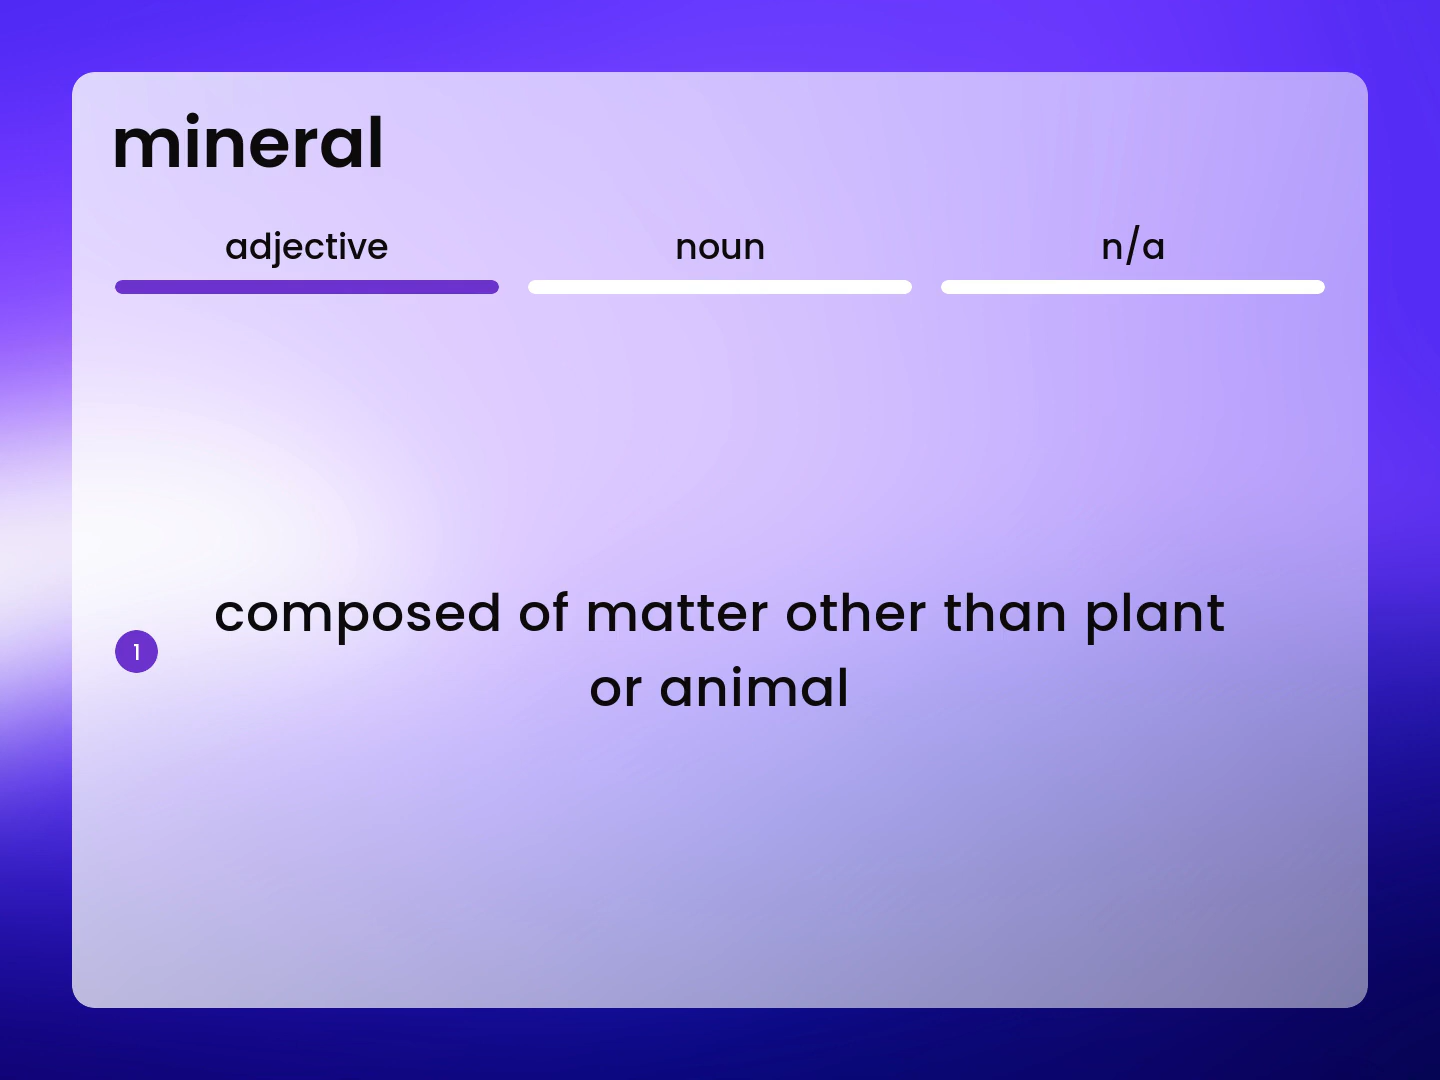 mineral
adjective
noun
n/a
1
composed of matter other than plant
or animal